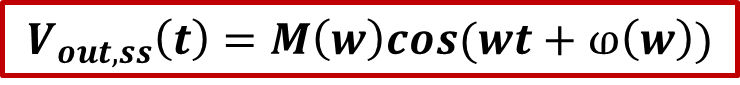 V_{out,ss}(t) = M(w)cos(wt + φ(w))